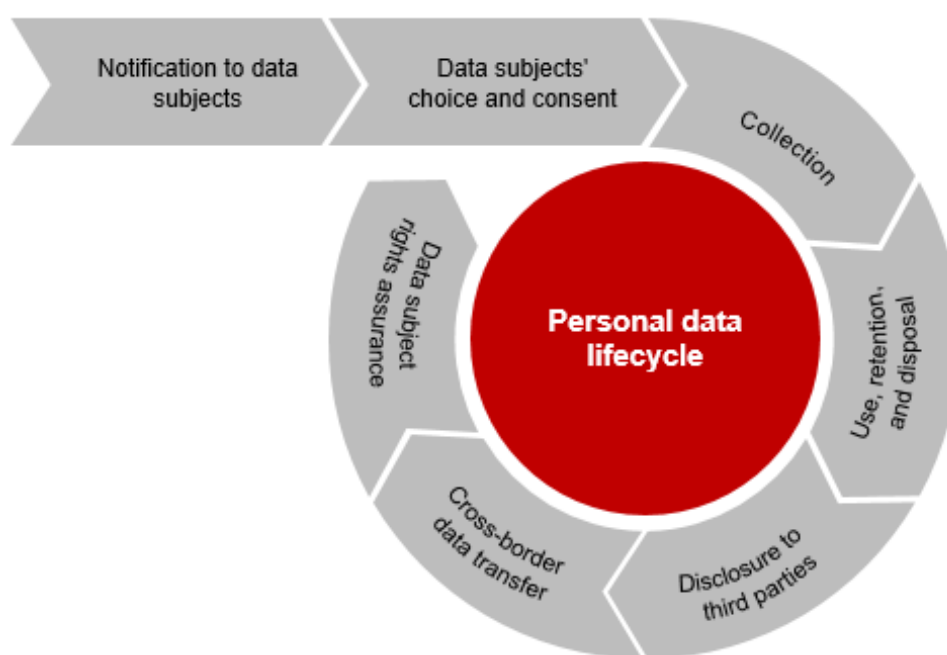 Notification to data
subjects
Data subjects'
choice and consent
Collection
Use, retention,
and disposal
Disclosure to
third parties
Cross-border
data transfer
Data subject
rights assurance
Personal data
lifecycle